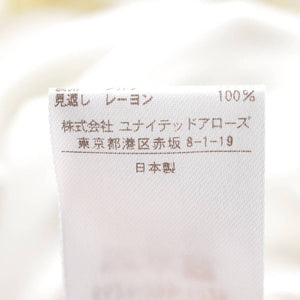 見返し レーヨン 100%
株式会社 ユナイテッドアローズ
東京都港区赤坂 8-1-19
日本製